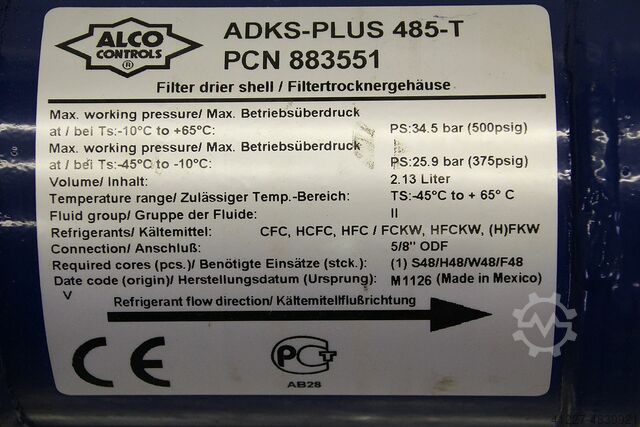 ALCO
CONTROLS
®
ADKS-PLUS 485-T
PCN 883551
Filter drier shell / Filtertrocknergehäuse
Max. working pressure/ Max. Betriebsüberdruck
at / bei Ts:-10°C to +65°C: PS:34.5 bar (500psig)
Max. working pressure/ Max. Betriebsüberdruck
at / bei Ts:-45°C to -10°C: PS:25.9 bar (375psig)
Volume/ Inhalt: 2.13 Liter
Temperature range/ Zulässiger Temp.-Bereich: TS:-45°C to + 65° C
Fluid group/ Gruppe der Fluide: II
Refrigerants/ Kältemittel: CFC, HCFC, HFC / FCKW, HFCKW, (H)FKW
Connection/ Anschluß: 5/8" ODF
Required cores (pcs.)/ Benötigte Einsätze (stck.): (1) S48/H48/W48/F48
Date code (origin)/ Herstellungsdatum (Ursprung): M1126 (Made in Mexico)
V
Refrigerant flow direction/ Kältemitellflußrichtung
CE
РСТ
AB28